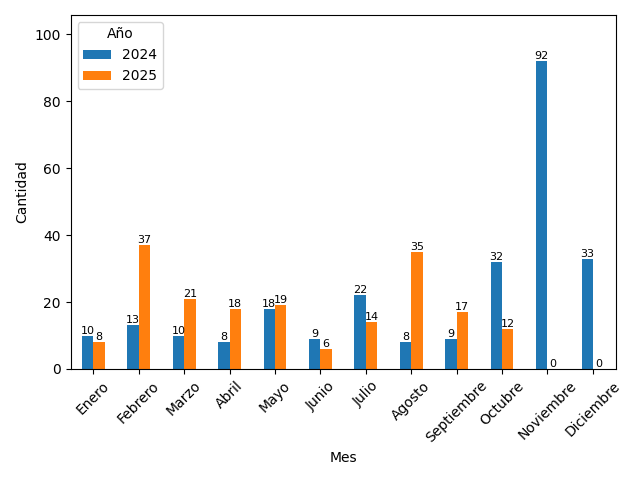 Año
2024
2025
100
80
60
40
20
0
Cantidad
10 8 13 37 10 21 8 18 18 19 9 6 22 14 8 35 9 17 32 12 92 0 33 0
Enero Febrero Marzo Abril Mayo Junio Julio Agosto Septiembre Octubre Noviembre Diciembre
Mes